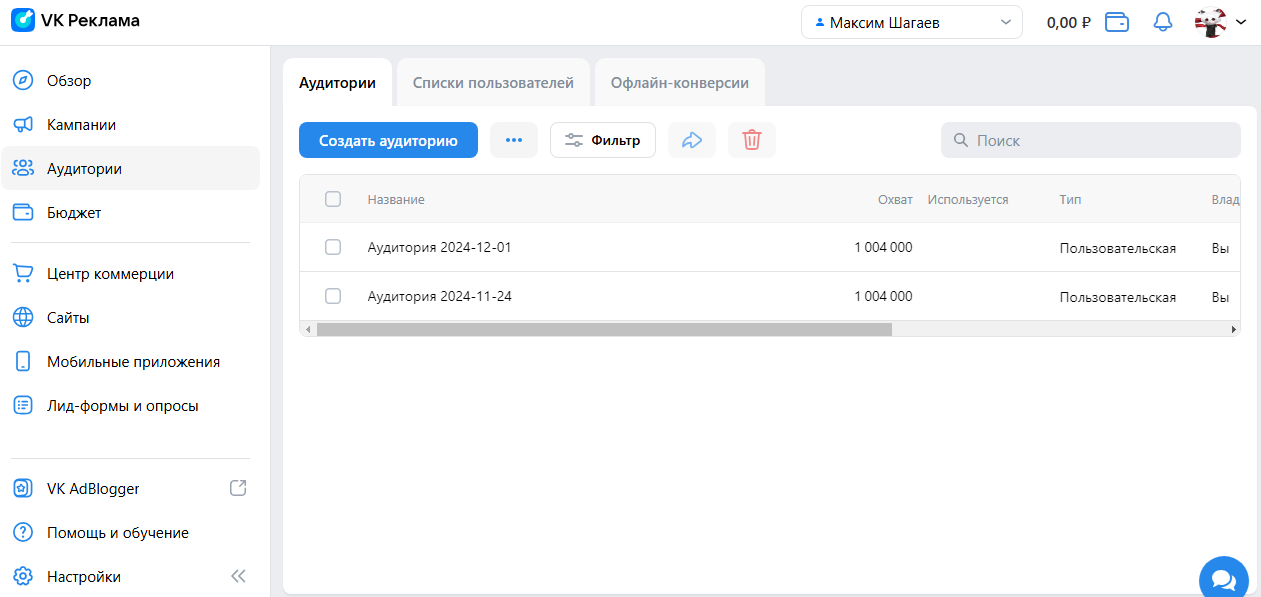 VK Реклама
Максим Шагаев
0,00 ₽
Обзор
Кампании
Аудитории
Бюджет
Центр коммерции
Сайты
Мобильные приложения
Лид-формы и опросы
VK AdBlogger
Помощь и обучение
Настройки
Аудитории Списки пользователей Офлайн-конверсии
Создать аудиторию Фильтр Поиск
Название Охват Используется Тип Влад
Аудитория 2024-12-01 1 004 000 Пользовательская Вы
Аудитория 2024-11-24 1 004 000 Пользовательская Вы